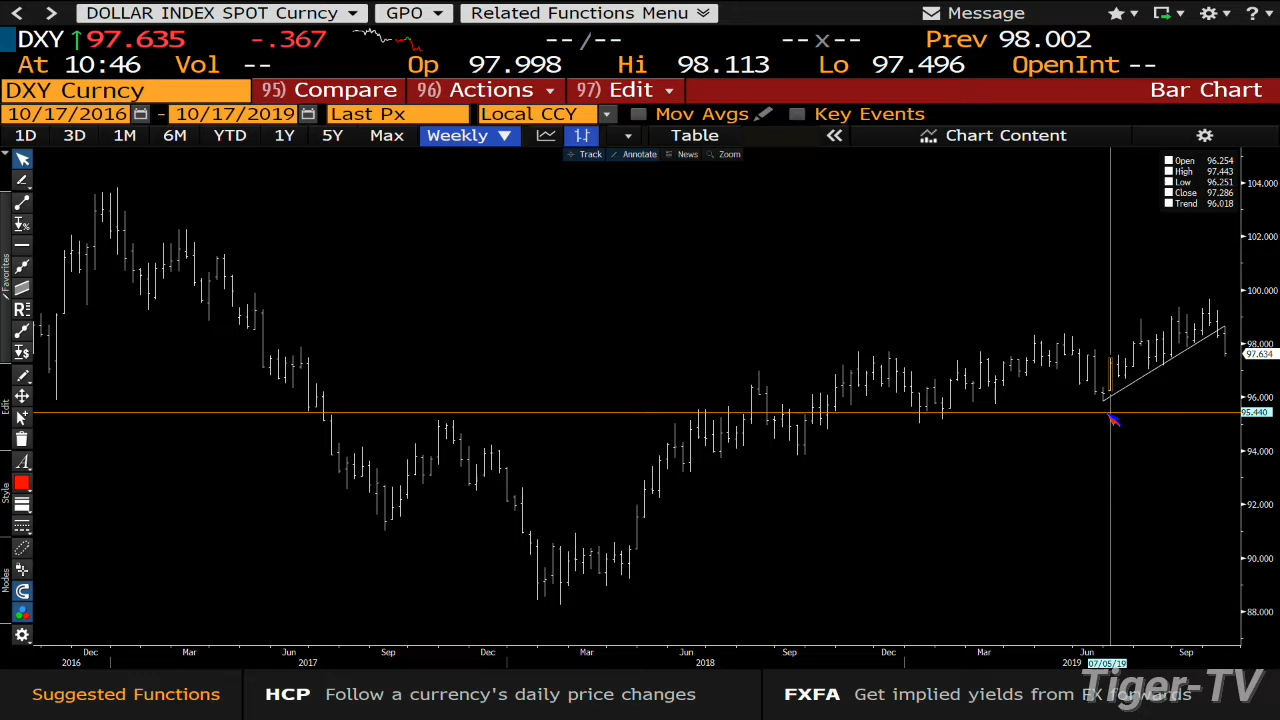 DOLLAR INDEX SPOT Curncy GPO Related Functions Menu Message ?
DXY 97.635 -.367 --/-- --x-- Prev 98.002
At 10:46 Vol -- Op 97.998 Hi 98.113 Lo 97.496 OpenInt --
DXY Curncy 95) Compare 96) Actions 97) Edit Bar Chart
10/17/2016 - 10/17/2019 Last Px Local CCY Mov Avgs Key Events
1D 3D 1M 6M YTD 1Y 5Y Max Weekly Table Chart Content
Track Annotate News Zoom
Open 96.254
High 97.443
Low 96.251
Close 97.286
Trend 96.018
104.000
102.000
100.000
98.000
97.634
96.000
95.440
94.000
92.000
90.000
88.000
Favorites
Edit
Style
Modes
Dec Mar Jun Sep Dec Mar Jun Sep Dec Mar Jun Sep
2016 2017 2018 2019 07/05/19
Suggested Functions HCP Follow a currency's daily price changes FXFA Get implied yields from FX forwards
Tiger-TV